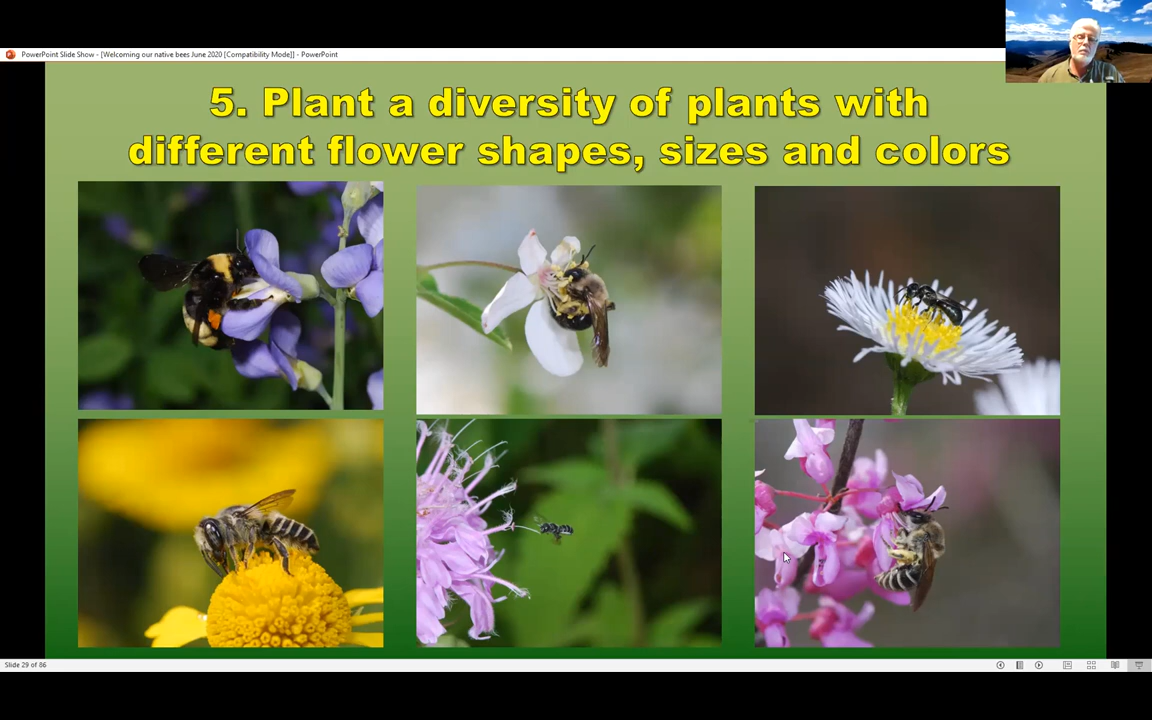 PowerPoint Slide Show - [Welcoming our native bees June 2020 [Compatibility Mode]] - PowerPoint
5. Plant a diversity of plants with
different flower shapes, sizes and colors
Slide 29 of 86